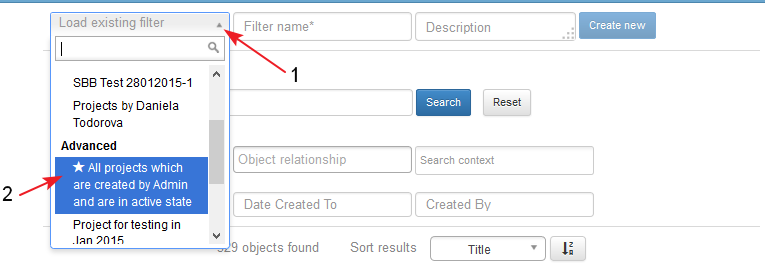 Load existing filter Filter name* Description Create new
1
SBB Test 28012015-1
Projects by Daniela
Todorova
Search Reset
Advanced
★ All projects which
are created by Admin
and are in active state
Object relationship Search context
2
Date Created To Created By
Project for testing in
Jan 2015
objects found Sort results Title